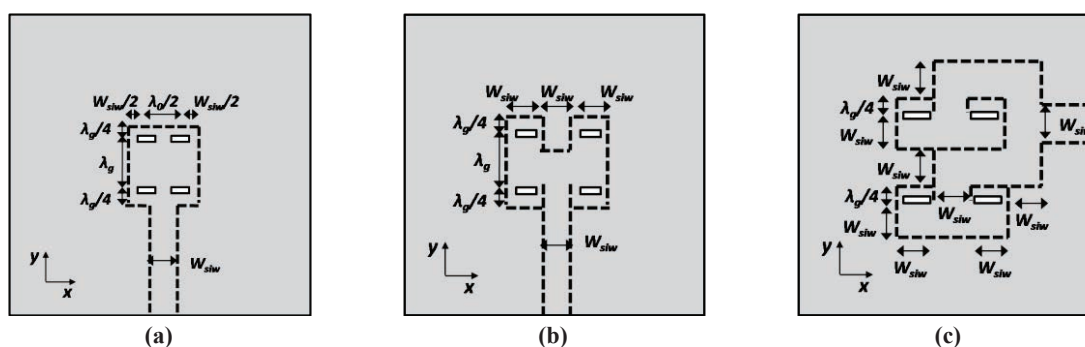 W_siw/2 λ_0/2 W_siw/2
λ_g/4
λ_g
λ_g/4
W_siw
y
x
(a)
W_siw W_siw W_siw
λ_g/4
λ_g
λ_g/4
W_siw
y
x
(b)
W_siw
λ_g/4
W_siw
W_si
W_siw
λ_g/4
W_siw
W_siw
W_siw
W_siw W_siw
y
x
(c)